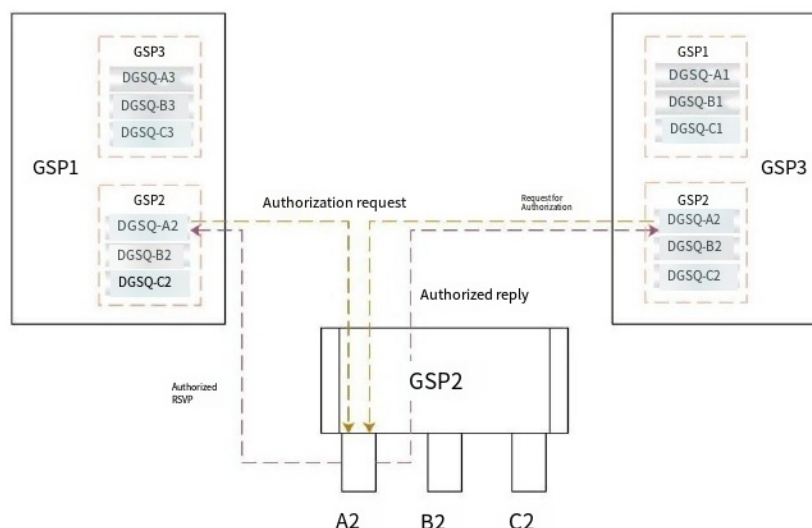 GSP3
DGSQ-A3
DGSQ-B3
DGSQ-C3
GSP1
GSP2
DGSQ-A2
DGSQ-B2
DGSQ-C2
Authorization request
Request for
Authorization
GSP1
DGSQ-A1
DGSQ-B1
DGSQ-C1
GSP3
GSP2
DGSQ-A2
DGSQ-B2
DGSQ-C2
Authorized reply
Authorized
RSVP
GSP2
A2
B2
C2